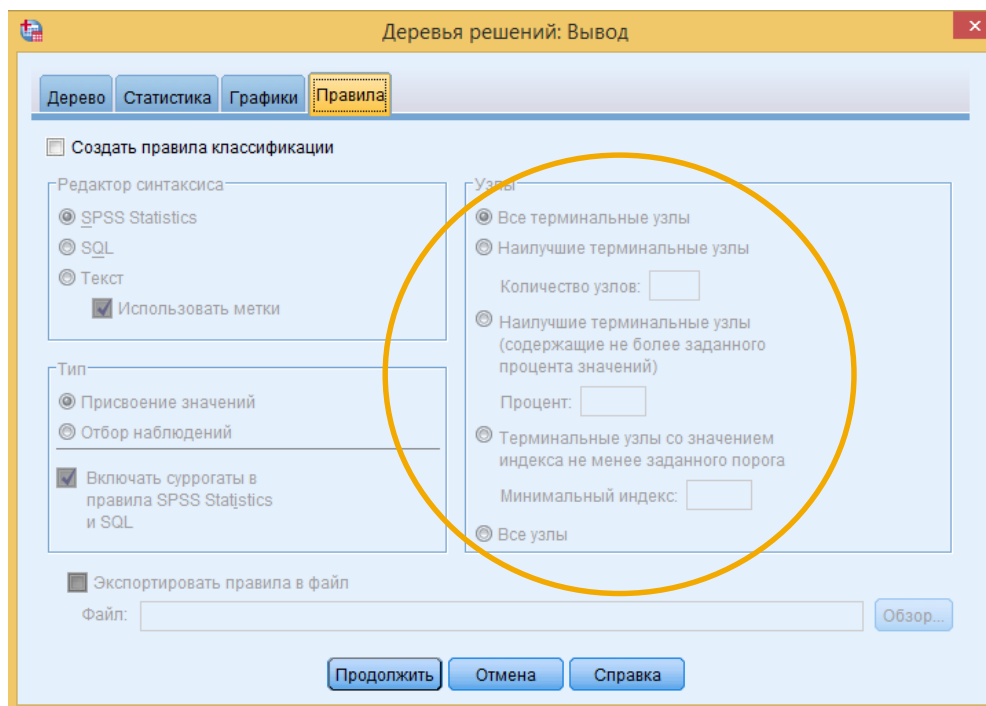 Деревья решений: Вывод
Дерево Статистика Графики Правила
Создать правила классификации
Редактор синтаксиса
SPSS Statistics
SQL
Текст
Использовать метки
Тип
Присвоение значений
Отбор наблюдений
Включать суррогаты в
правила SPSS Statistics
и SQL
Узлы
Все терминальные узлы
Наилучшие терминальные узлы
Количество узлов:
Наилучшие терминальные узлы
(содержащие не более заданного
процента значений)
Процент:
Терминальные узлы со значением
индекса не менее заданного порога
Минимальный индекс:
Все узлы
Экспортировать правила в файл
Файл:
Обзор...
Продолжить Отмена Справка